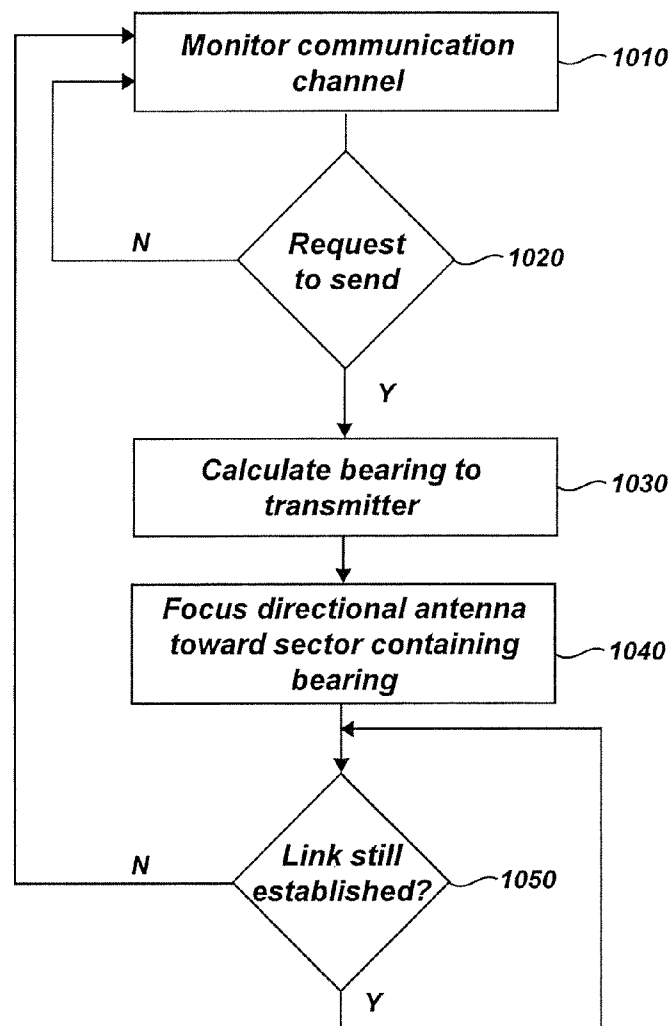 Monitor communication
channel
1010
Request
to send
1020
N
Y
Calculate bearing to
transmitter
1030
Focus directional antenna
toward sector containing
bearing
1040
Link still
established?
1050
N
Y